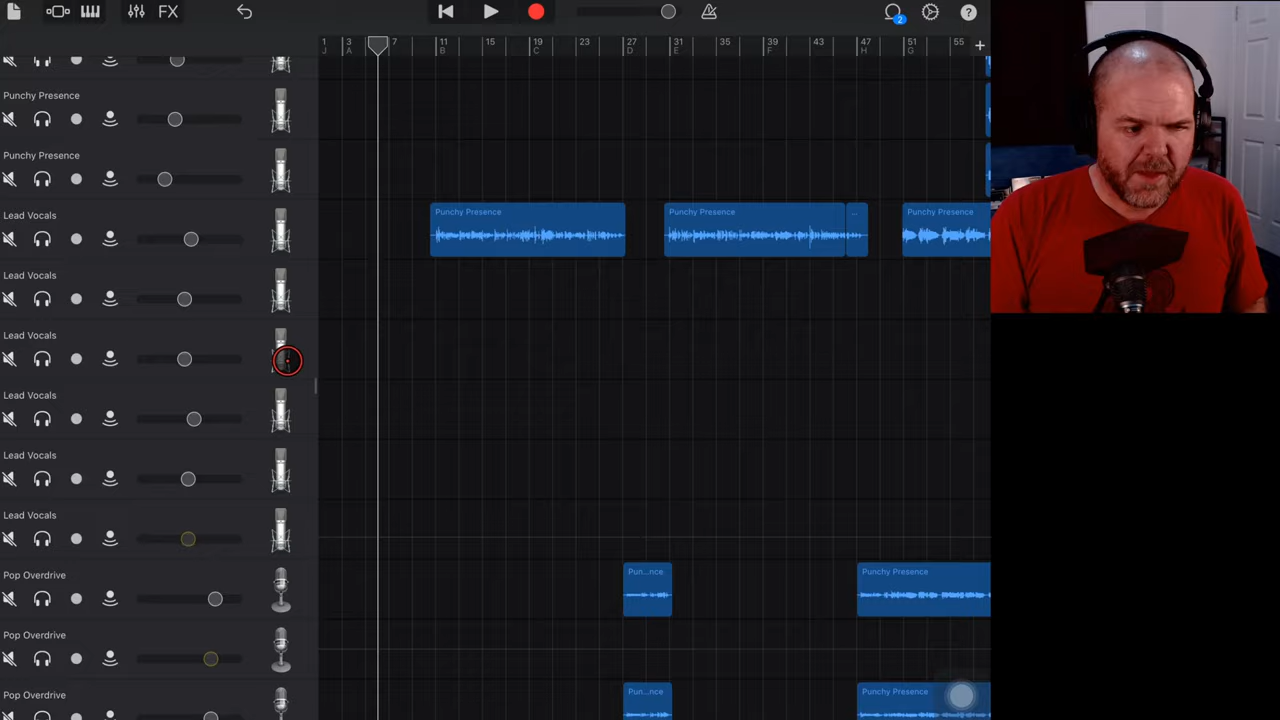 FX
2
?
1 3 7 11 15 19 23 27 31 35 39 43 47 51 55 +
J A B C D E F H G
Punchy Presence
Punchy Presence
Lead Vocals
Punchy Presence
Punchy Presence
...
Punchy Presence
Lead Vocals
Lead Vocals
Lead Vocals
Lead Vocals
Lead Vocals
Pop Overdrive
Pun...nce
Punchy Presence
Pop Overdrive
Pop Overdrive
Pun...nce
Punchy Presence